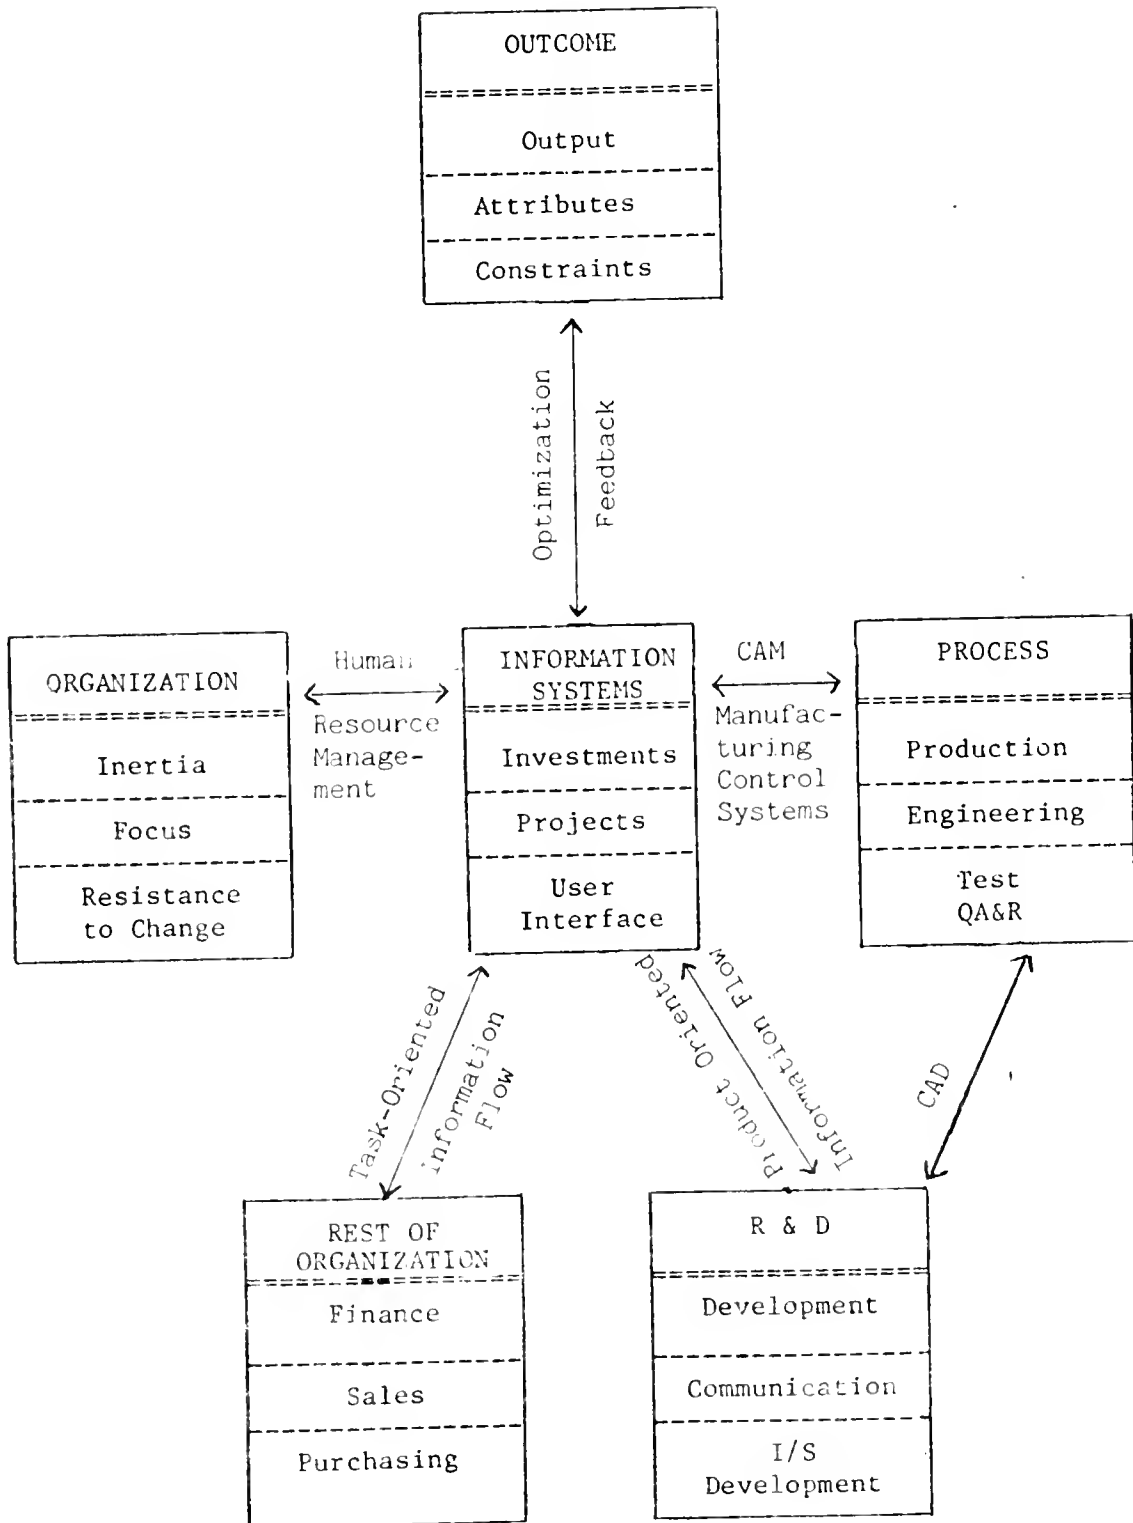 OUTCOME
Output
Attributes
Constraints
Optimization
Feedback
ORGANIZATION
Inertia
Focus
Resistance
to Change
Human
Resource
Manage-
ment
INFORMATION
SYSTEMS
Investments
Projects
User
Interface
CAM
Manufac-
turing
Control
Systems
PROCESS
Production
Engineering
Test
QA&R
Task-Oriented
Information
Flow
Product Oriented
Information Flow
CAD
REST OF
ORGANIZATION
Finance
Sales
Purchasing
R & D
Development
Communication
I/S
Development